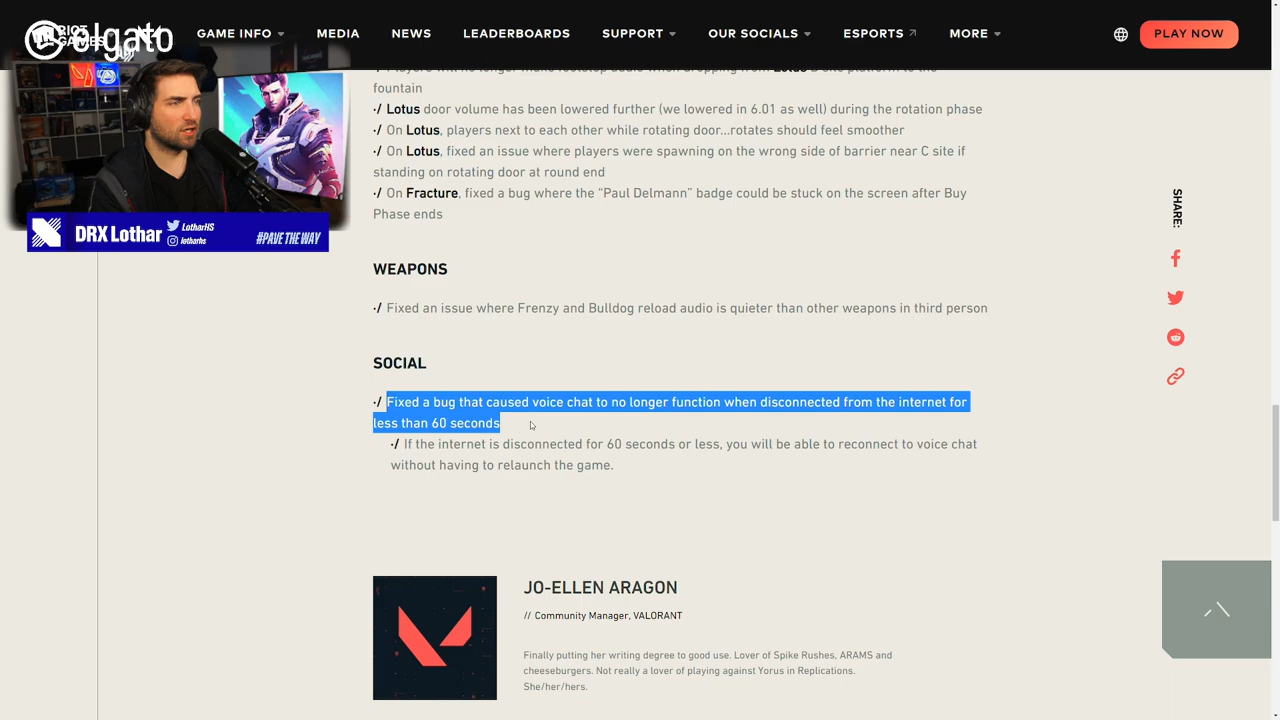 RIOT GAMES
elgato
GAME INFO
MEDIA
NEWS
LEADERBOARDS
SUPPORT
OUR SOCIALS
ESPORTS
MORE
PLAY NOW
fountain
·/ Lotus door volume has been lowered further (we lowered in 6.01 as well) during the rotation phase
·/ On Lotus, players next to each other while rotating door...rotates should feel smoother
·/ On Lotus, fixed an issue where players were spawning on the wrong side of barrier near C site if
standing on rotating door at round end
·/ On Fracture, fixed a bug where the “Paul Delmann” badge could be stuck on the screen after Buy
Phase ends
DRX Lothar
LotharHS
lotharhs
#PAVE THE WAY
SHARE:
WEAPONS
·/ Fixed an issue where Frenzy and Bulldog reload audio is quieter than other weapons in third person
SOCIAL
·/ Fixed a bug that caused voice chat to no longer function when disconnected from the internet for
less than 60 seconds
·/ If the internet is disconnected for 60 seconds or less, you will be able to reconnect to voice chat
without having to relaunch the game.
JO-ELLEN ARAGON
// Community Manager, VALORANT
Finally putting her writing degree to good use. Lover of Spike Rushes, ARAMS and
cheeseburgers. Not really a lover of playing against Yorus in Replications.
She/her/hers.